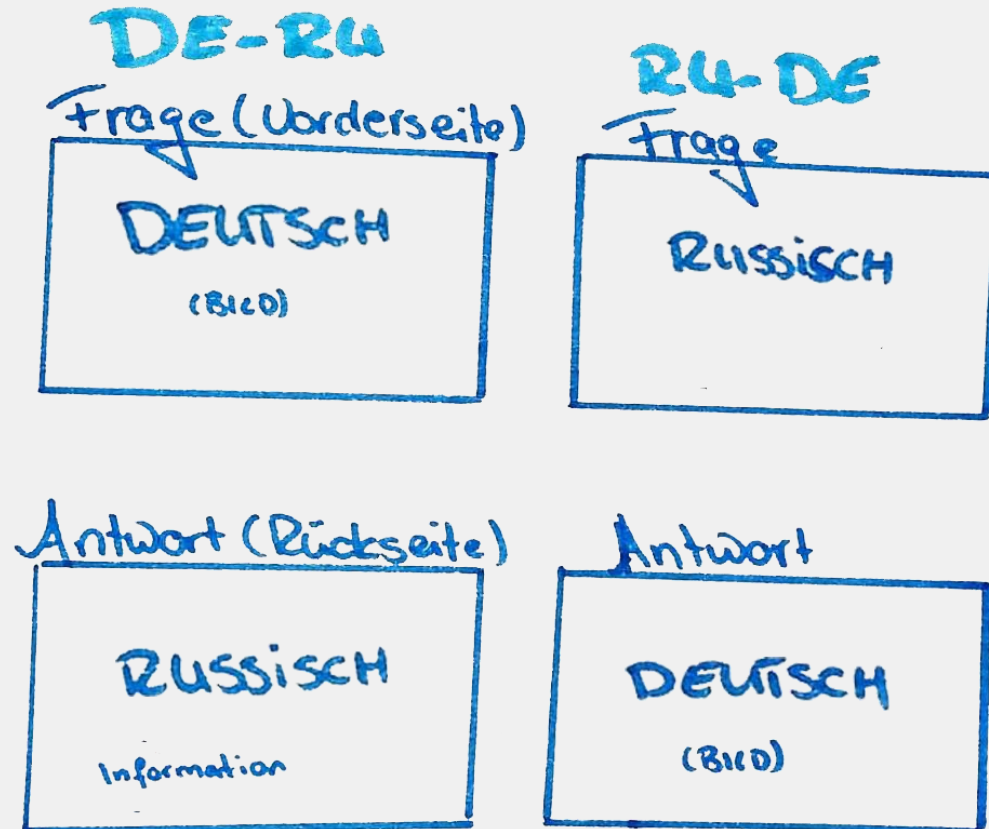 DE-RU
Frage (Vorderseite)
DEUTSCH
(BILD)
RU-DE
Frage
RUSSISCH
Antwort (Rückseite)
RUSSISCH
Information
Antwort
DEUTSCH
(BILD)